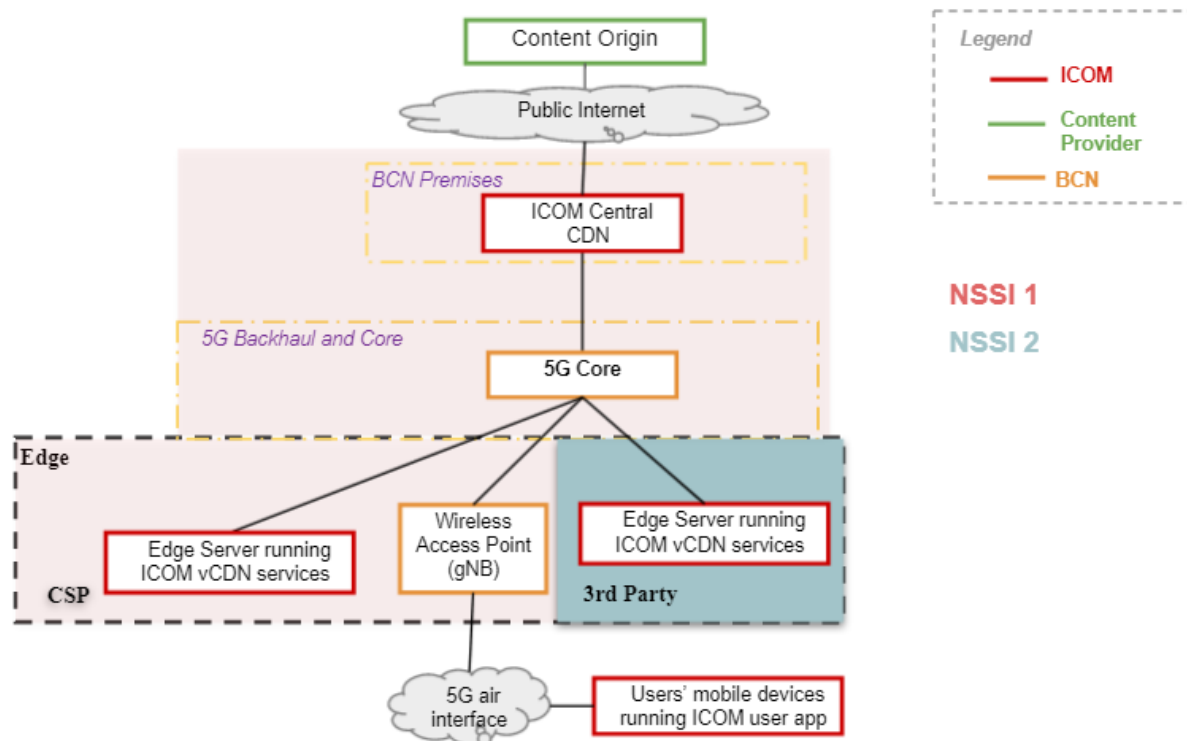 Content Origin
Public Internet
Legend
ICOM
Content
Provider
BCN
BCN Premises
ICOM Central
CDN
NSSI 1
NSSI 2
5G Backhaul and Core
5G Core
Edge
Edge Server running
ICOM vCDN services
CSP
Wireless
Access Point
(gNB)
Edge Server running
ICOM vCDN services
3rd Party
5G air
interface
Users’ mobile devices
running ICOM user app